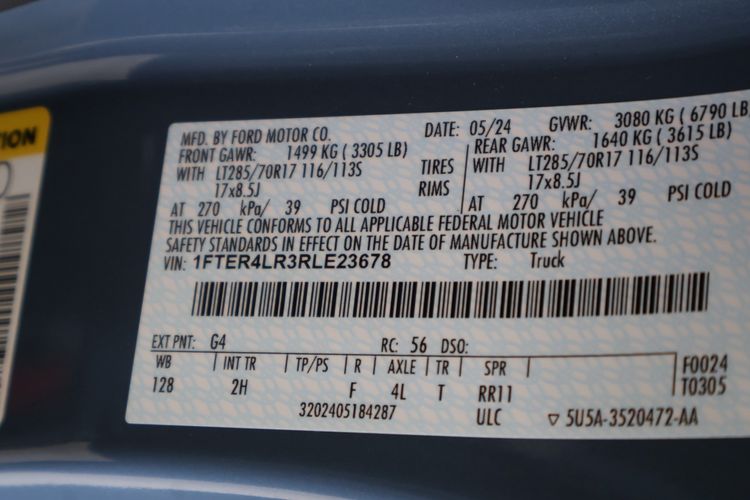 TION
MFD. BY FORD MOTOR CO. DATE: 05/24 GVWR: 3080 KG ( 6790 LB
FRONT GAWR: 1499 KG ( 3305 LB) REAR GAWR: 1640 KG ( 3615 LB)
WITH LT285/70R17 116/113S TIRES WITH LT285/70R17 116/113S
17x8.5J RIMS 17x8.5J
AT 270 kPa/ 39 PSI COLD AT 270 kPa/ 39 PSI COLD
THIS VEHICLE CONFORMS TO ALL APPLICABLE FEDERAL MOTOR VEHICLE
SAFETY STANDARDS IN EFFECT ON THE DATE OF MANUFACTURE SHOWN ABOVE.
VIN: 1FTER4LR3RLE23678 TYPE: Truck
EXT PNT: G4 RC: 56 DSO:
WB INT TR TP/PS R AXLE TR SPR F0024
128 2H F 4L T RR11 T0305
3202405184287 ULC ▽ 5U5A-3520472-AA